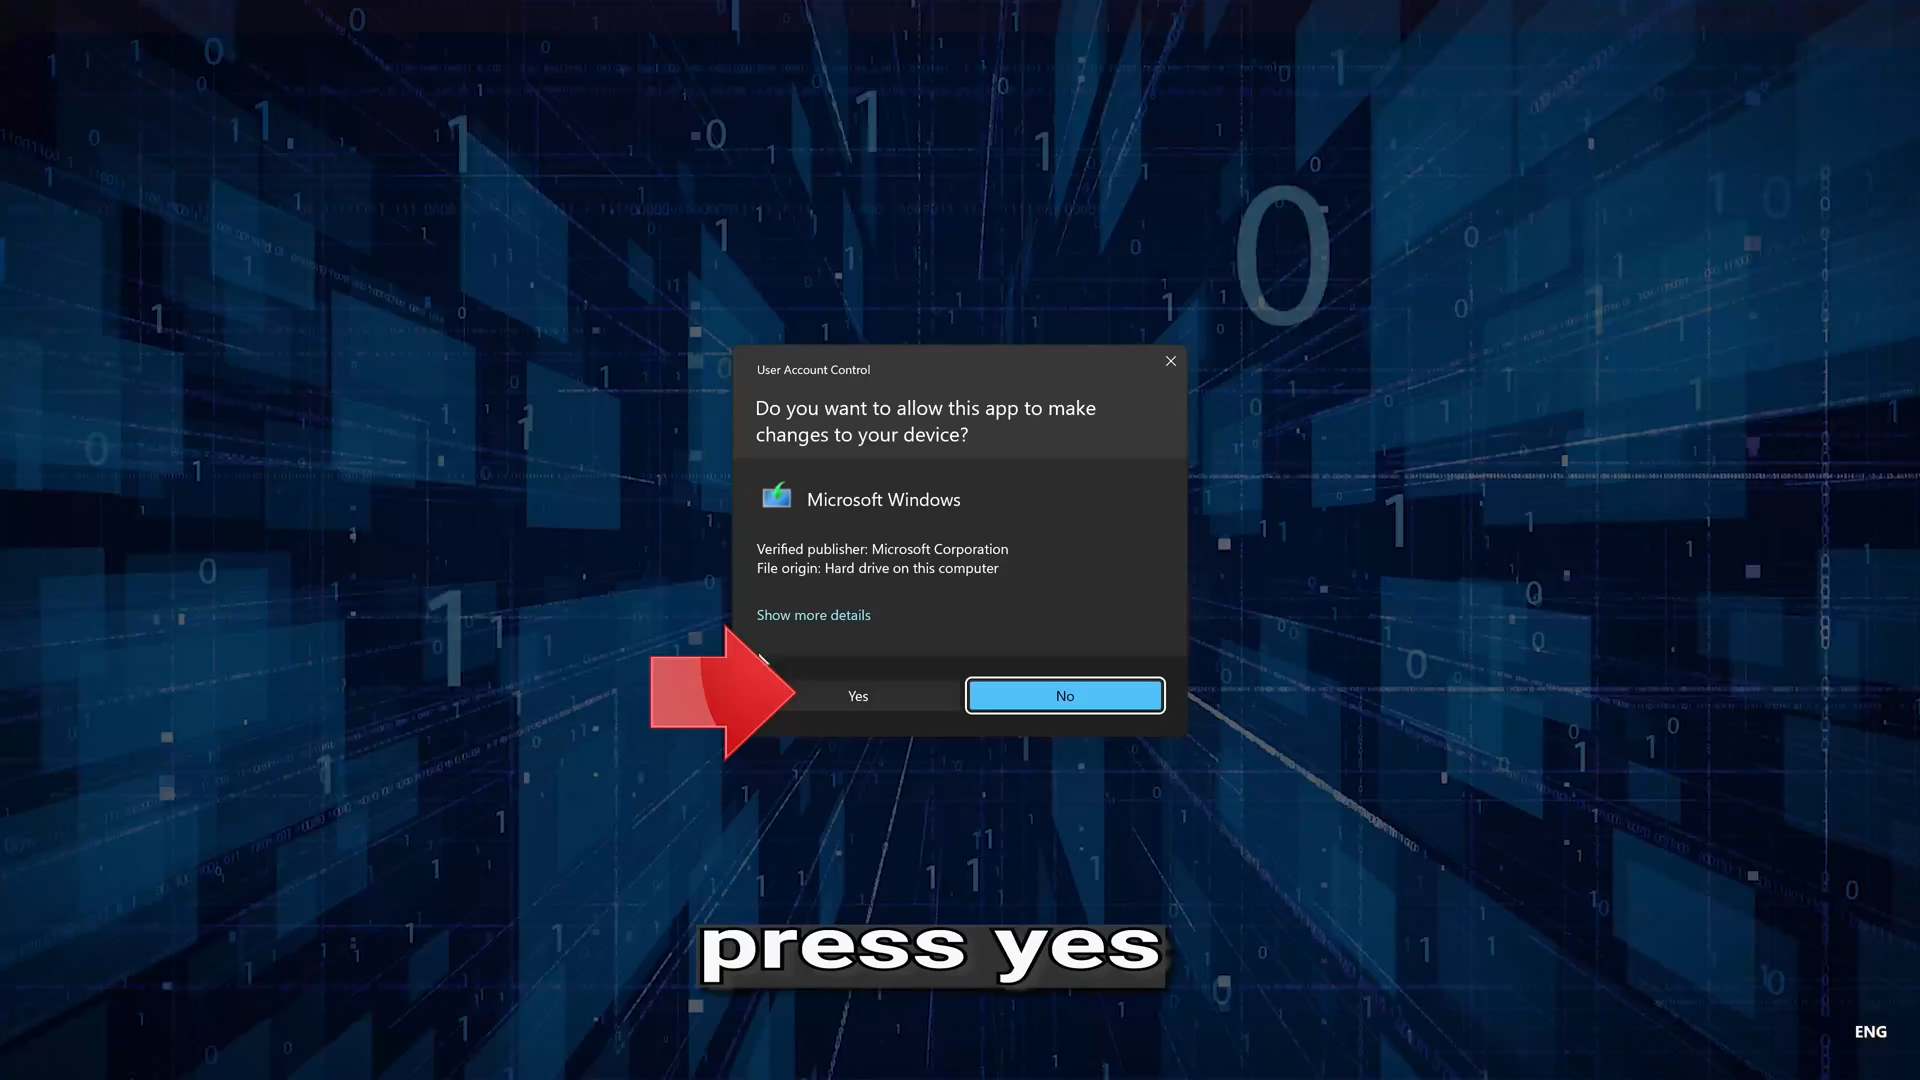 User Account Control
Do you want to allow this app to make
changes to your device?
Microsoft Windows
Verified publisher: Microsoft Corporation
File origin: Hard drive on this computer
Show more details
Yes
No
press yes
ENG